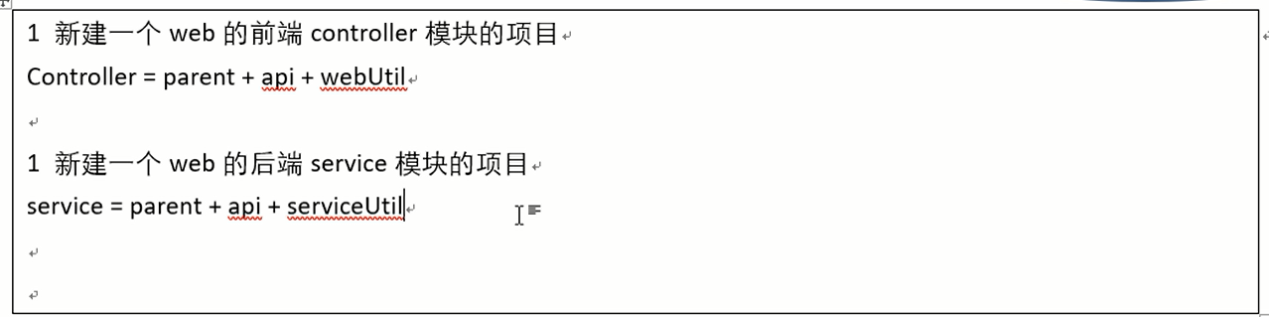 1 新建一个 web 的前端 controller 模块的项目
Controller = parent + api + webUtil
1 新建一个 web 的后端 service 模块的项目
service = parent + api + serviceUtil